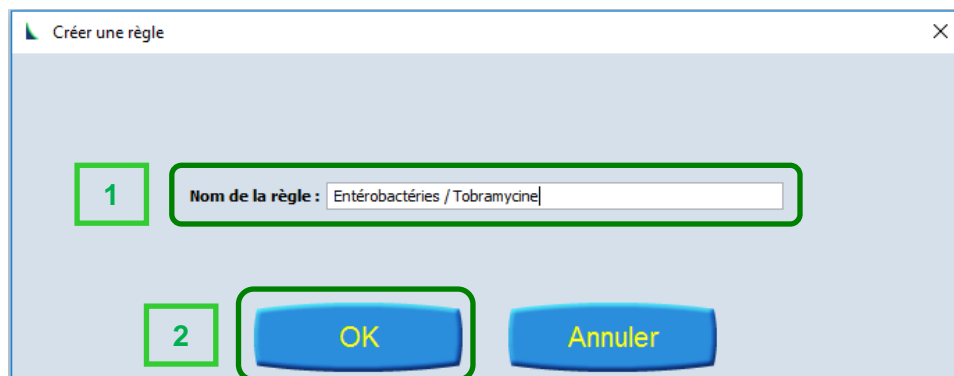 Créer une règle
1
Nom de la règle : Entérobactéries / Tobramycine
2
OK
Annuler